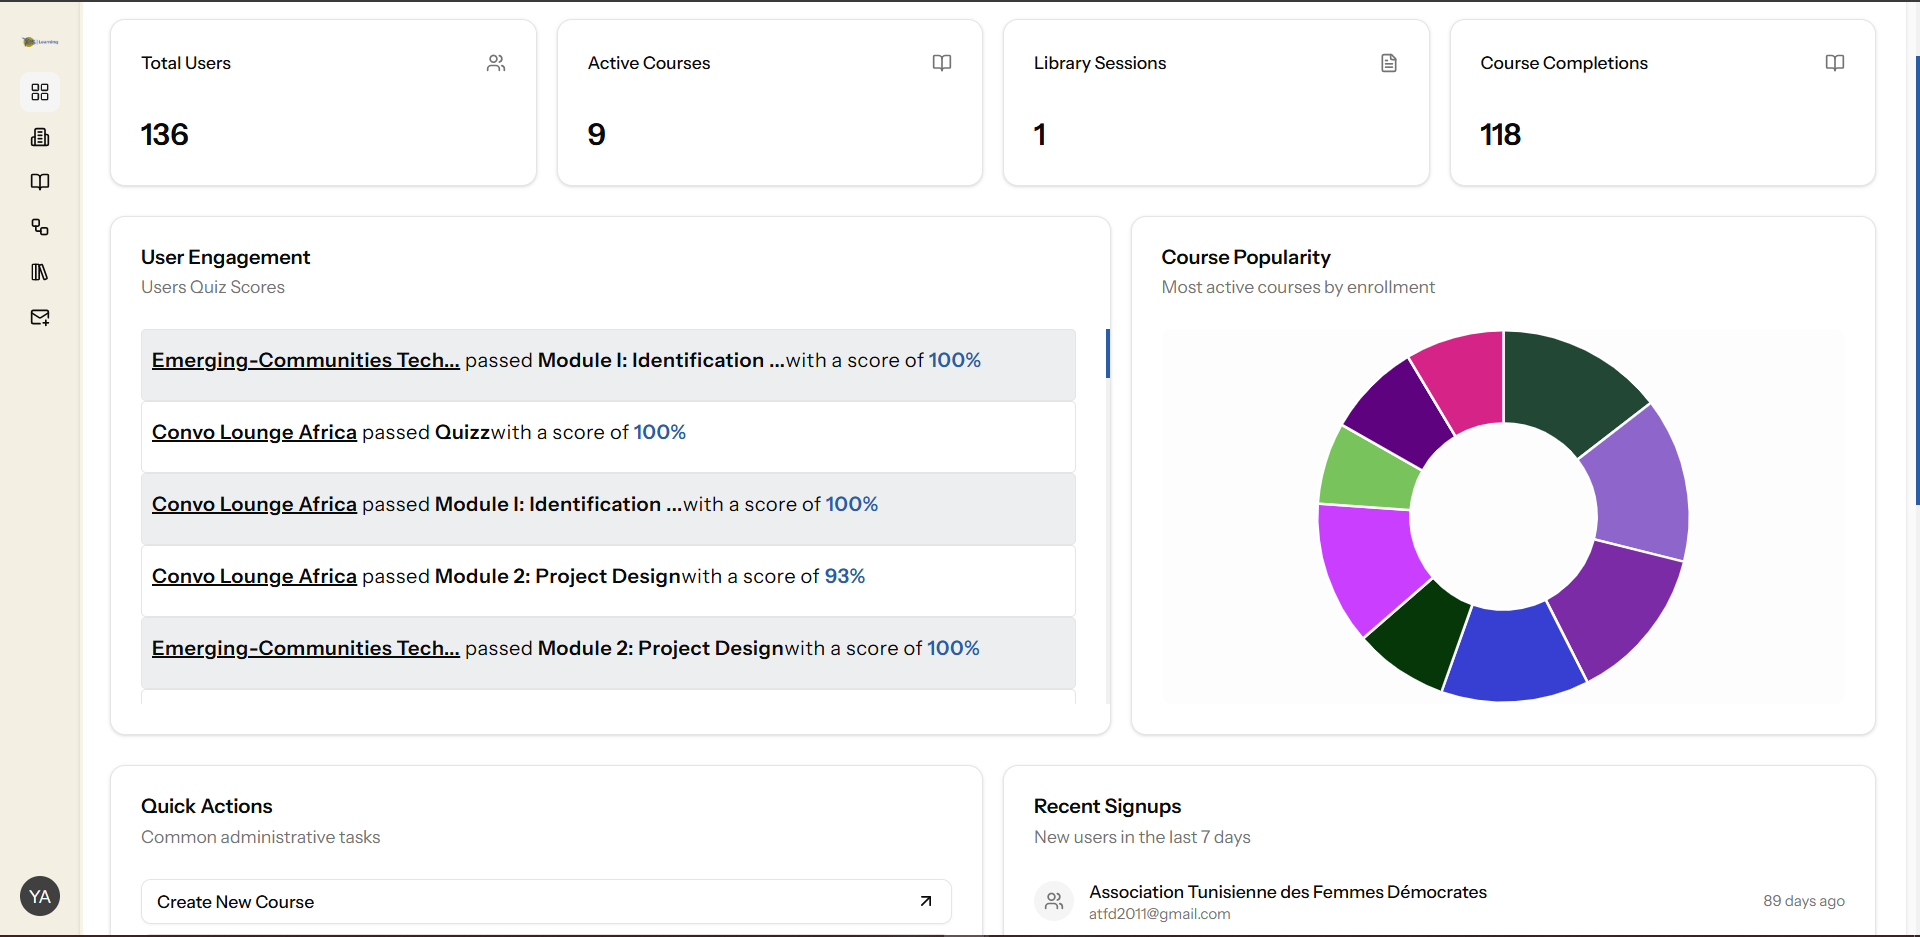 Total Users
136
Active Courses
9
Library Sessions
1
Course Completions
118
User Engagement
Users Quiz Scores
Emerging-Communities Tech... passed Module I: Identification ...with a score of 100%
Convo Lounge Africa passed Quizzwith a score of 100%
Convo Lounge Africa passed Module I: Identification ...with a score of 100%
Convo Lounge Africa passed Module 2: Project Designwith a score of 93%
Emerging-Communities Tech... passed Module 2: Project Designwith a score of 100%
Course Popularity
Most active courses by enrollment
Quick Actions
Common administrative tasks
Create New Course
Recent Signups
New users in the last 7 days
Association Tunisienne des Femmes Démocrates
atfd2011@gmail.com
89 days ago
YA